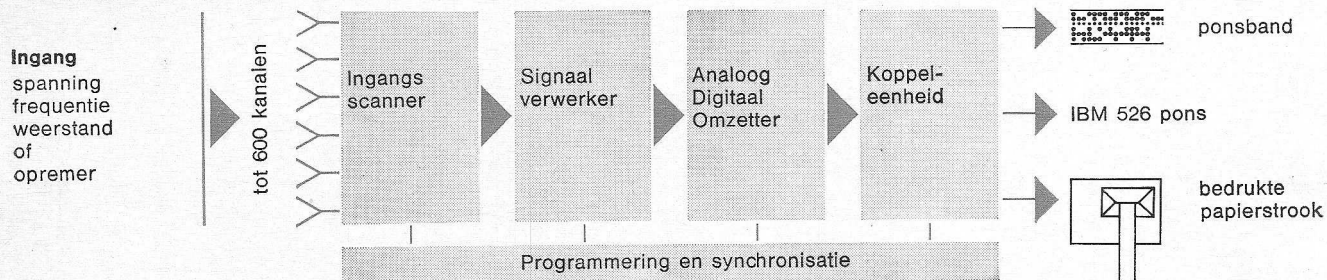 Ingang
spanning
frequentie
weerstand
of
opremer
tot 600 kanalen
Ingangs
scanner
Signaal
verwerker
Analoog
Digitaal
Omzetter
Koppel-
eenheid
ponsband
IBM 526 pons
bedrukte
papierstrook
Programmering en synchronisatie